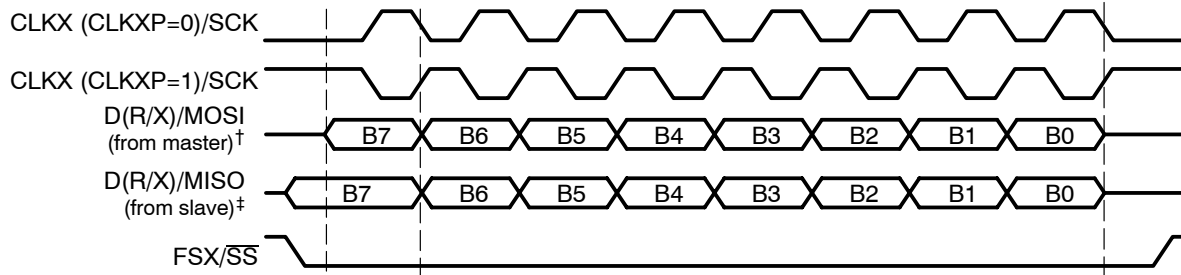 CLKX (CLKXP=0)/SCK
CLKX (CLKXP=1)/SCK
D(R/X)/MOSI
(from master)†
B7 B6 B5 B4 B3 B2 B1 B0
D(R/X)/MISO
(from slave)‡
B7 B6 B5 B4 B3 B2 B1 B0
FSX/S̅S̅